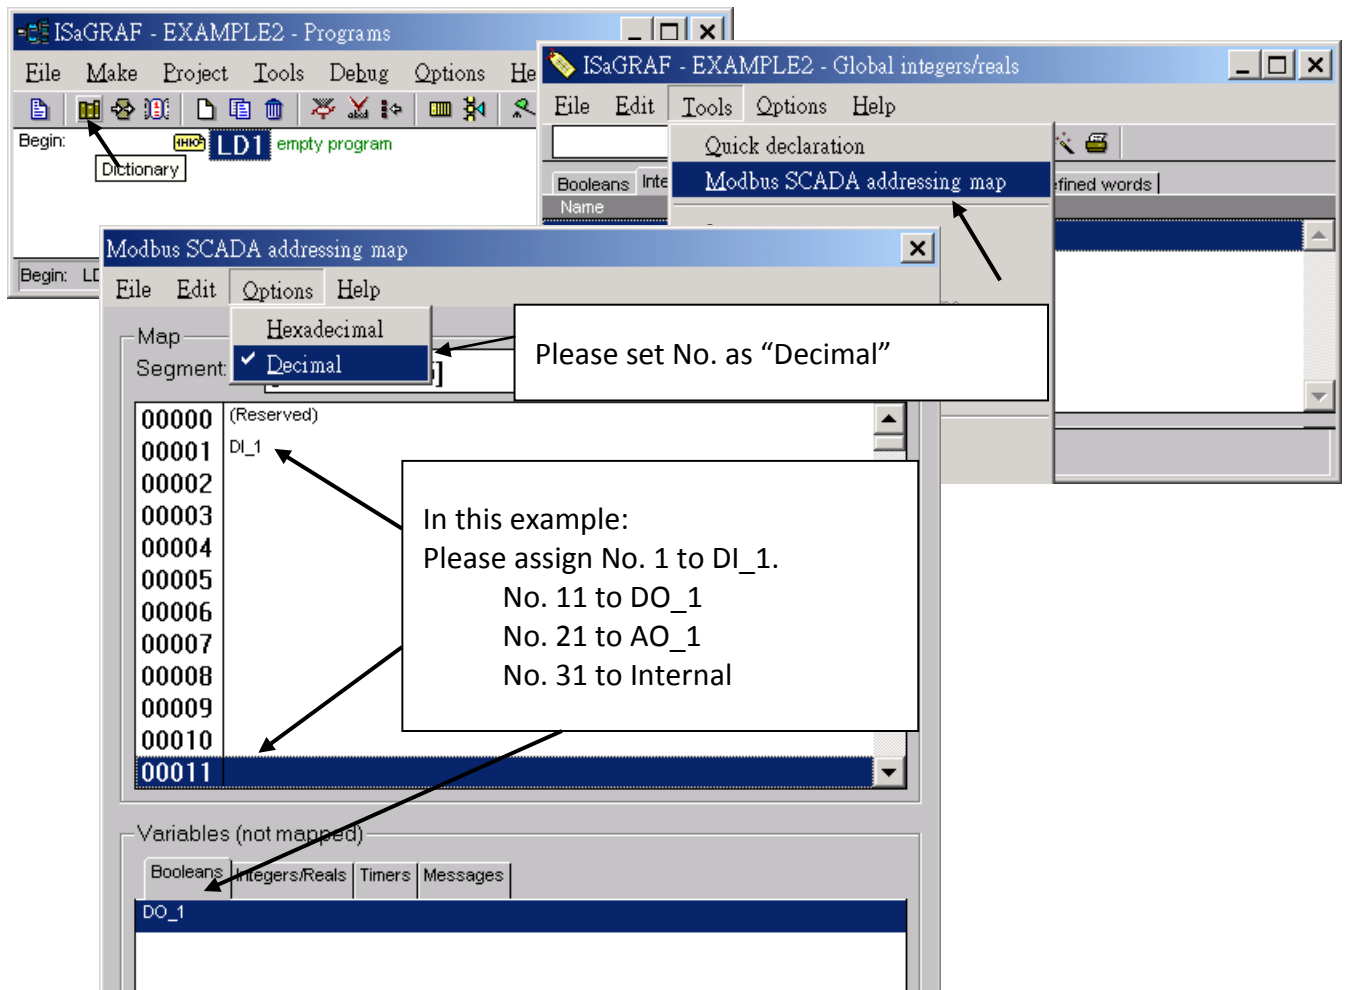 ISaGRAF - EXAMPLE2 - Programs
File Make Project Tools Debug Options He
Begin: LD1 empty program
Dictionary
Begin: LD
ISaGRAF - EXAMPLE2 - Global integers/reals
File Edit Tools Options Help
Quick declaration
Modbus SCADA addressing map
Booleans Inte fined words
Name
Modbus SCADA addressing map
File Edit Options Help
Hexadecimal
Decimal
Map
Segment:
Please set No. as “Decimal”
00000 (Reserved)
00001 DI_1
00002
00003
00004
00005
00006
00007
00008
00009
00010
00011
In this example:
Please assign No. 1 to DI_1.
No. 11 to DO_1
No. 21 to AO_1
No. 31 to Internal
Variables (not mapped)
Booleans Integers/Reals Timers Messages
DO_1